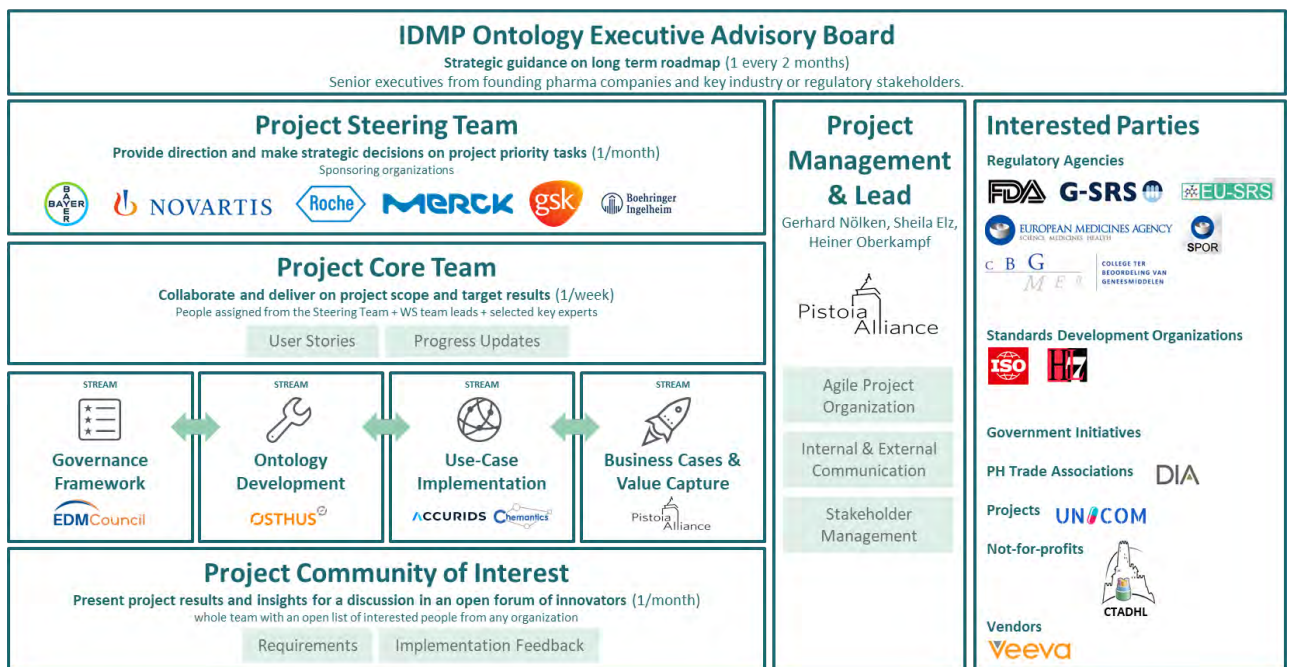 IDMP Ontology Executive Advisory Board
Strategic guidance on long term roadmap (1 every 2 months)
Senior executives from founding pharma companies and key industry or regulatory stakeholders.
Project Steering Team
Provide direction and make strategic decisions on project priority tasks (1/month)
Sponsoring organizations
BAYER
BAYER
NOVARTIS
Roche
MERCK
gsk
Boehringer
Ingelheim
Project Core Team
Collaborate and deliver on project scope and target results (1/week)
People assigned from the Steering Team + WS team leads + selected key experts
User Stories
Progress Updates
STREAM
Governance
Framework
EDMCouncil
STREAM
Ontology
Development
OSTHUS
STREAM
Use-Case
Implementation
ACCURIDS
Chemantics
STREAM
Business Cases &
Value Capture
Pistoia
Alliance
Project Community of Interest
Present project results and insights for a discussion in an open forum of innovators (1/month)
whole team with an open list of interested people from any organization
Requirements
Implementation Feedback
Project
Management
& Lead
Gerhard Nölken, Sheila Elz,
Heiner Oberkampf
Pistoia
Alliance
Agile Project
Organization
Internal & External
Communication
Stakeholder
Management
Interested Parties
Regulatory Agencies
FDA
G-SRS
EU-SRS
EUROPEAN MEDICINES AGENCY
SCIENCE MEDICINES HEALTH
SPOR
C B G
M E B
COLLEGE TER
BEOORDELING VAN
GENEESMIDDELEN
Standards Development Organizations
ISO
HL7
Government Initiatives
PH Trade Associations
DIA
Projects
UNICOM
Not-for-profits
CTADHL
Vendors
Veeva